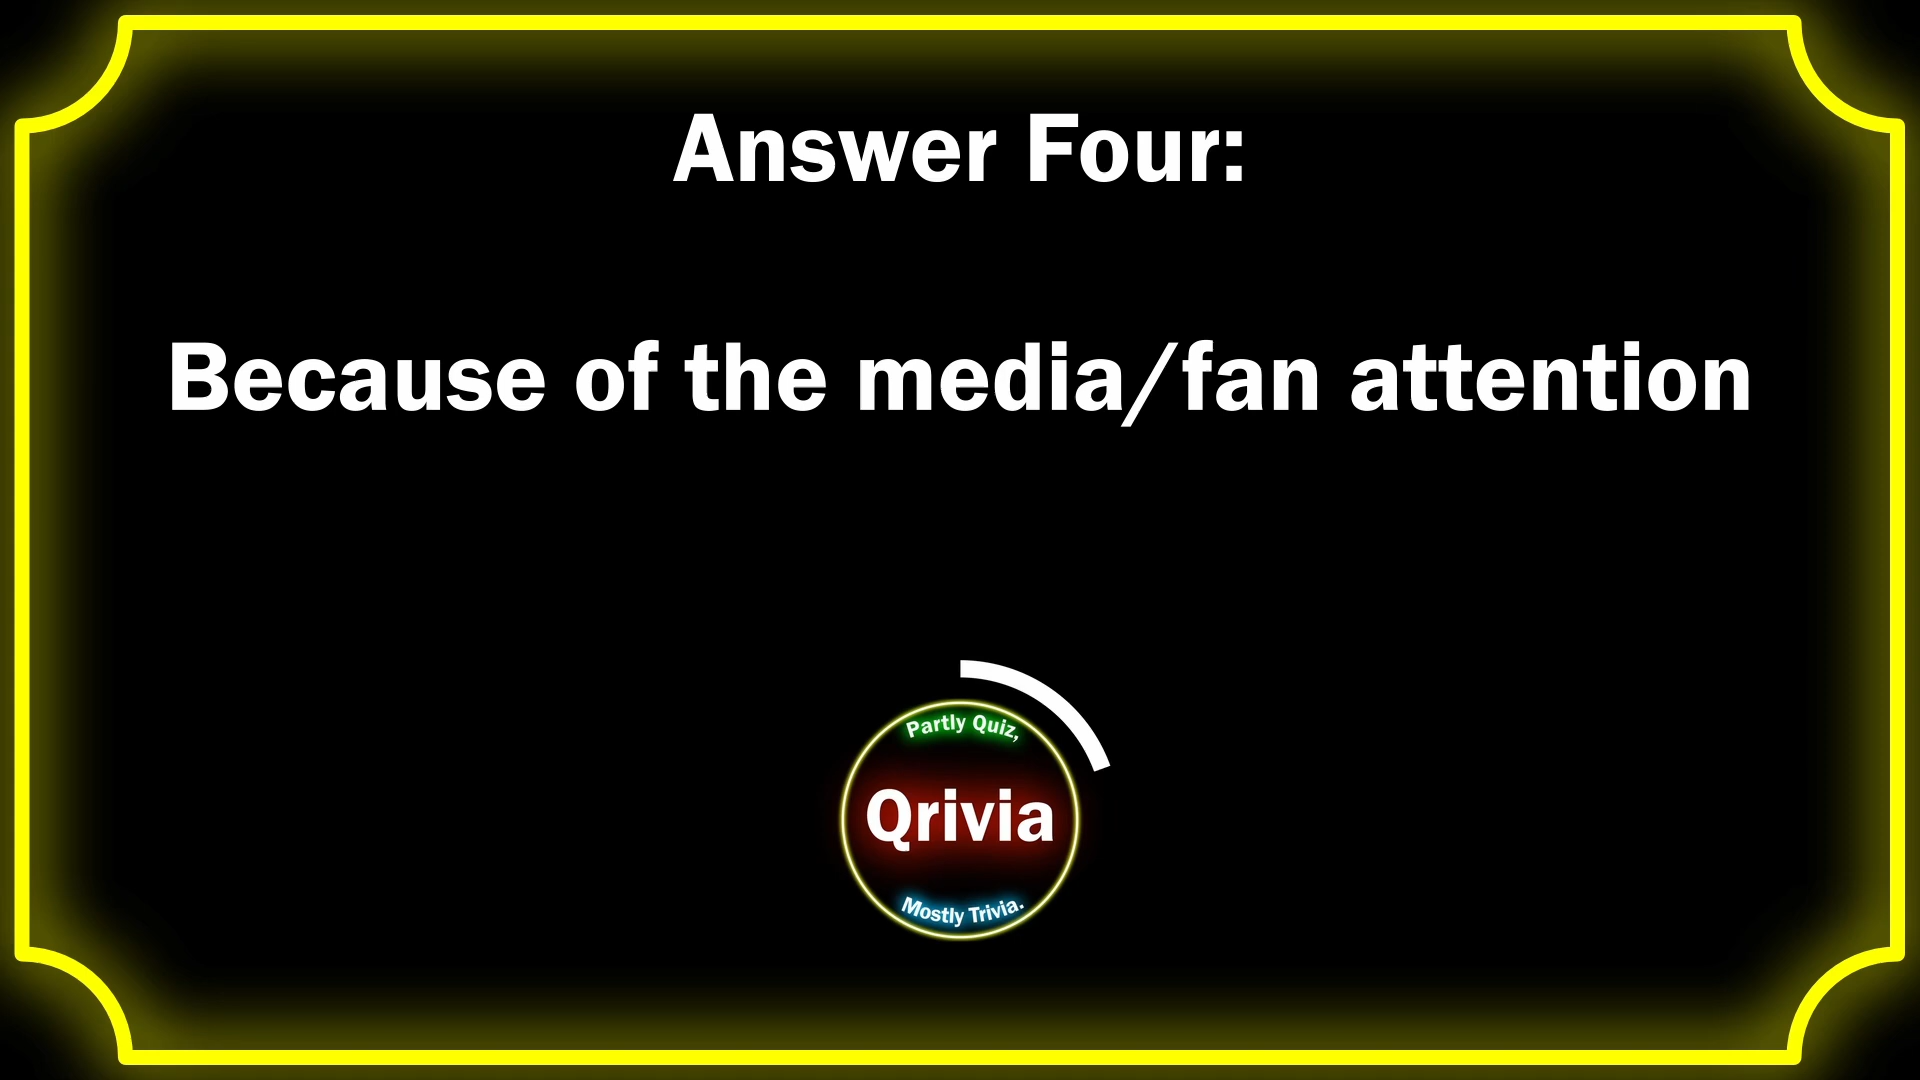 Answer Four:
Because of the media/fan attention
Partly Quiz,
Qrivia
Mostly Trivia.